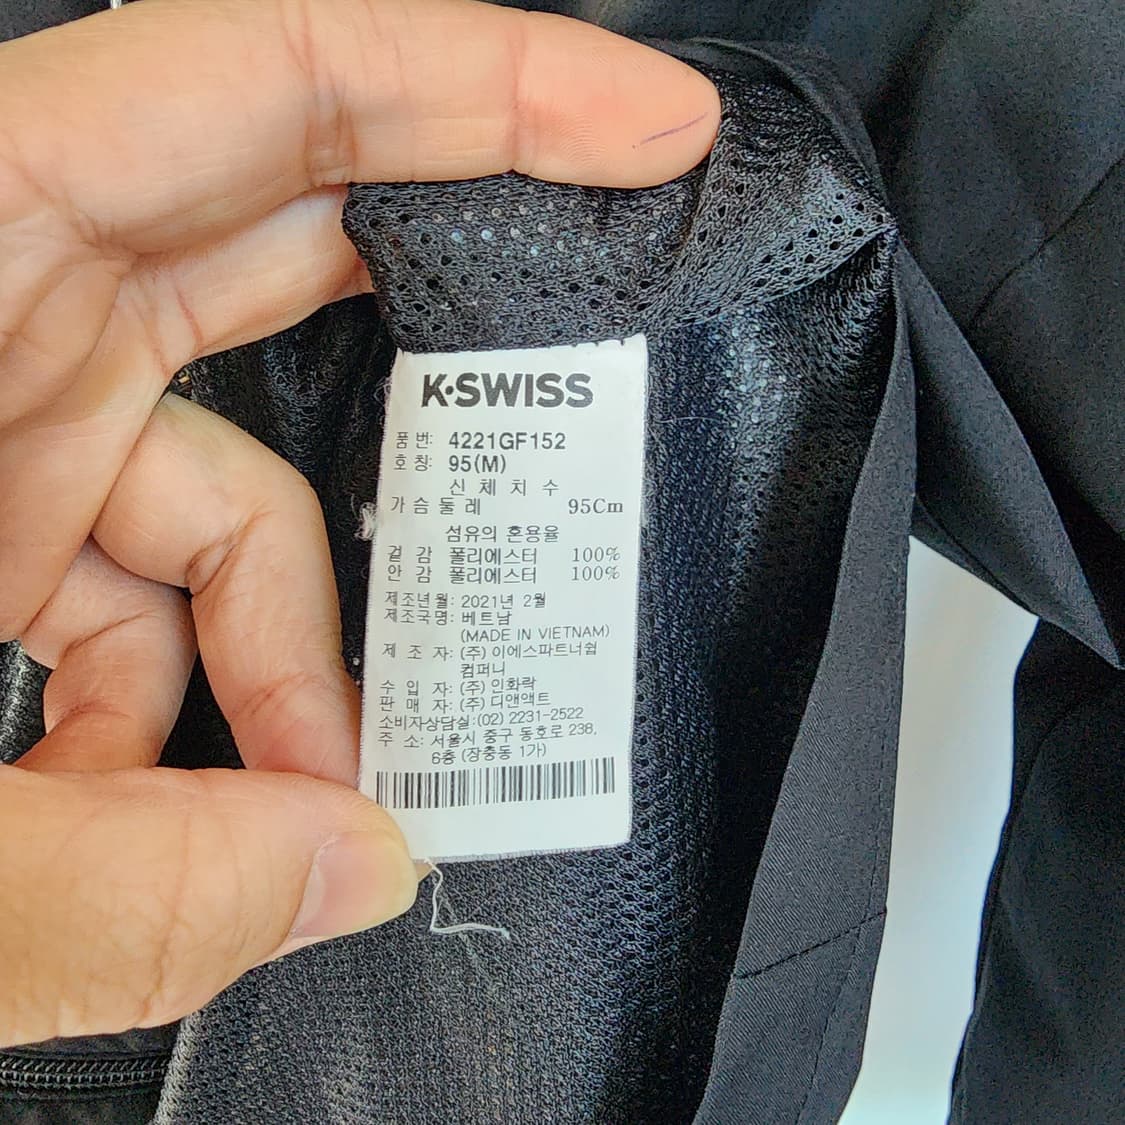 K·SWISS
품 번: 4221GF152
호 칭: 95(M)
신 체 치 수
가 슴 둘 레 95Cm
섬유의 혼용율
겉 감 폴리에스터 100%
안 감 폴리에스터 100%
제조년월: 2021년 2월
제조국명: 베트남
(MADE IN VIETNAM)
제 조 자: (주) 이에스파트너쉽
컴퍼니
수 입 자: (주) 인화락
판 매 자: (주) 디앤액트
소비자상담실:(02) 2231-2522
주 소: 서울시 중구 동호로 238,
6층 (장충동 1가)